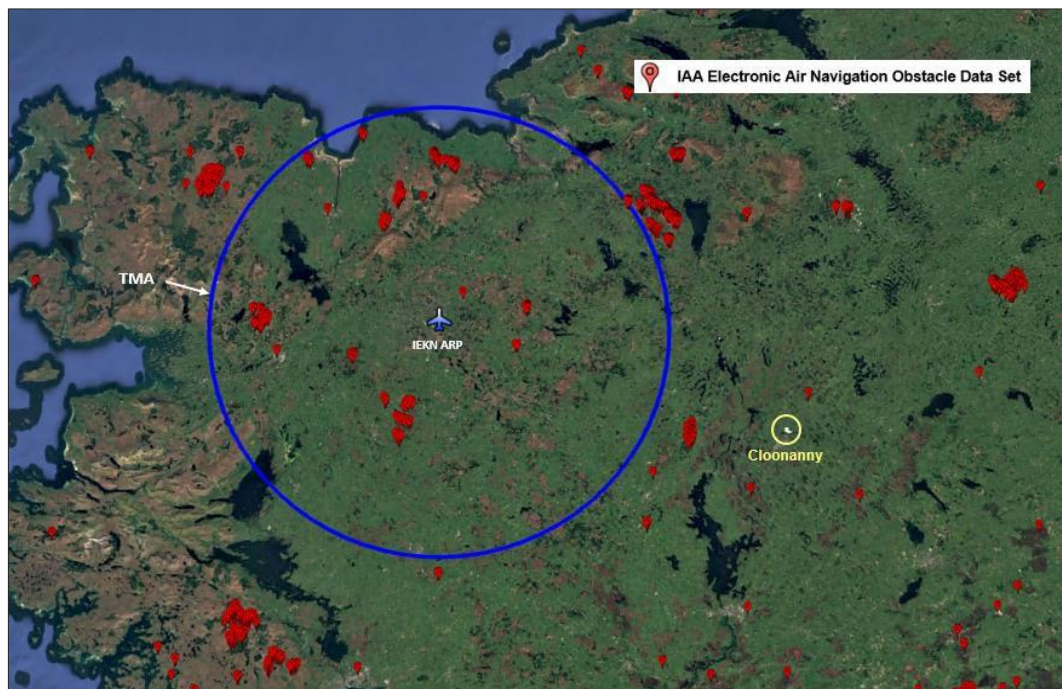 IAA Electronic Air Navigation Obstacle Data Set
TMA
IEKN ARP
Cloonanny